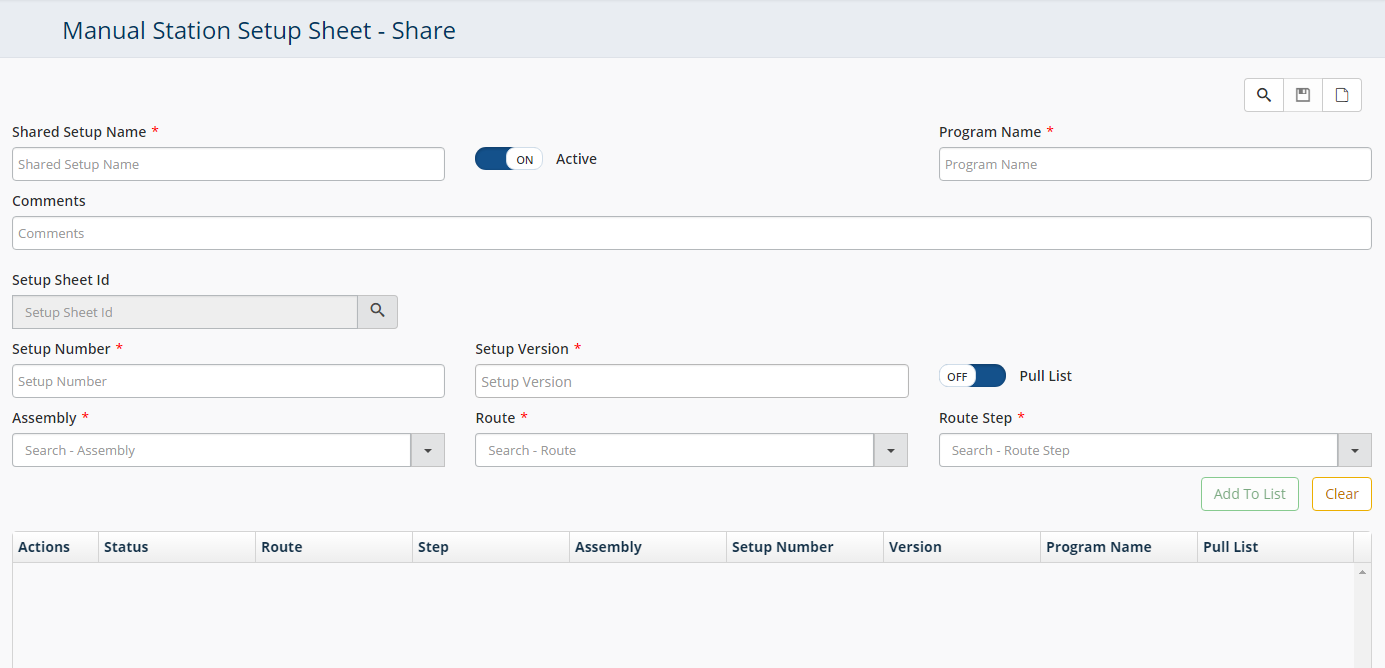 Manual Station Setup Sheet - Share
Shared Setup Name *
Program Name *
Shared Setup Name
ON
Active
Program Name
Comments
Comments
Setup Sheet Id
Setup Sheet Id
Setup Number *
Setup Version *
Setup Number
Setup Version
OFF
Pull List
Assembly *
Route *
Route Step *
Search - Assembly
Search - Route
Search - Route Step
Add To List
Clear
Actions Status Route Step Assembly Setup Number Version Program Name Pull List